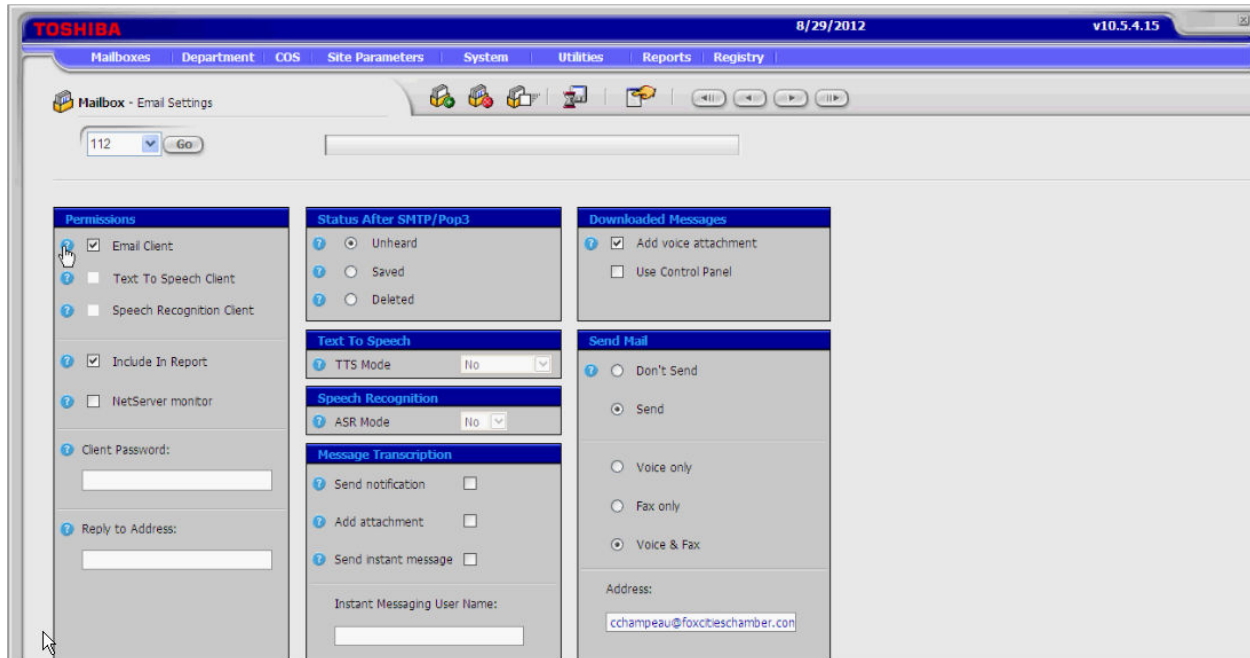 TOSHIBA 8/29/2012 v10.5.4.15
Mailboxes Department COS Site Parameters System Utilities Reports Registry
Mailbox - Email Settings
112 Go
Permissions
Email Client
Text To Speech Client
Speech Recognition Client
Include In Report
NetServer monitor
Client Password:
Reply to Address:
Status After SMTP/Pop3
Unheard
Saved
Deleted
Text To Speech
TTS Mode No
Speech Recognition
ASR Mode No
Message Transcription
Send notification
Add attachment
Send instant message
Instant Messaging User Name:
Downloaded Messages
Add voice attachment
Use Control Panel
Send Mail
Don't Send
Send
Voice only
Fax only
Voice & Fax
Address:
cchampeau@foxcitieschamber.con